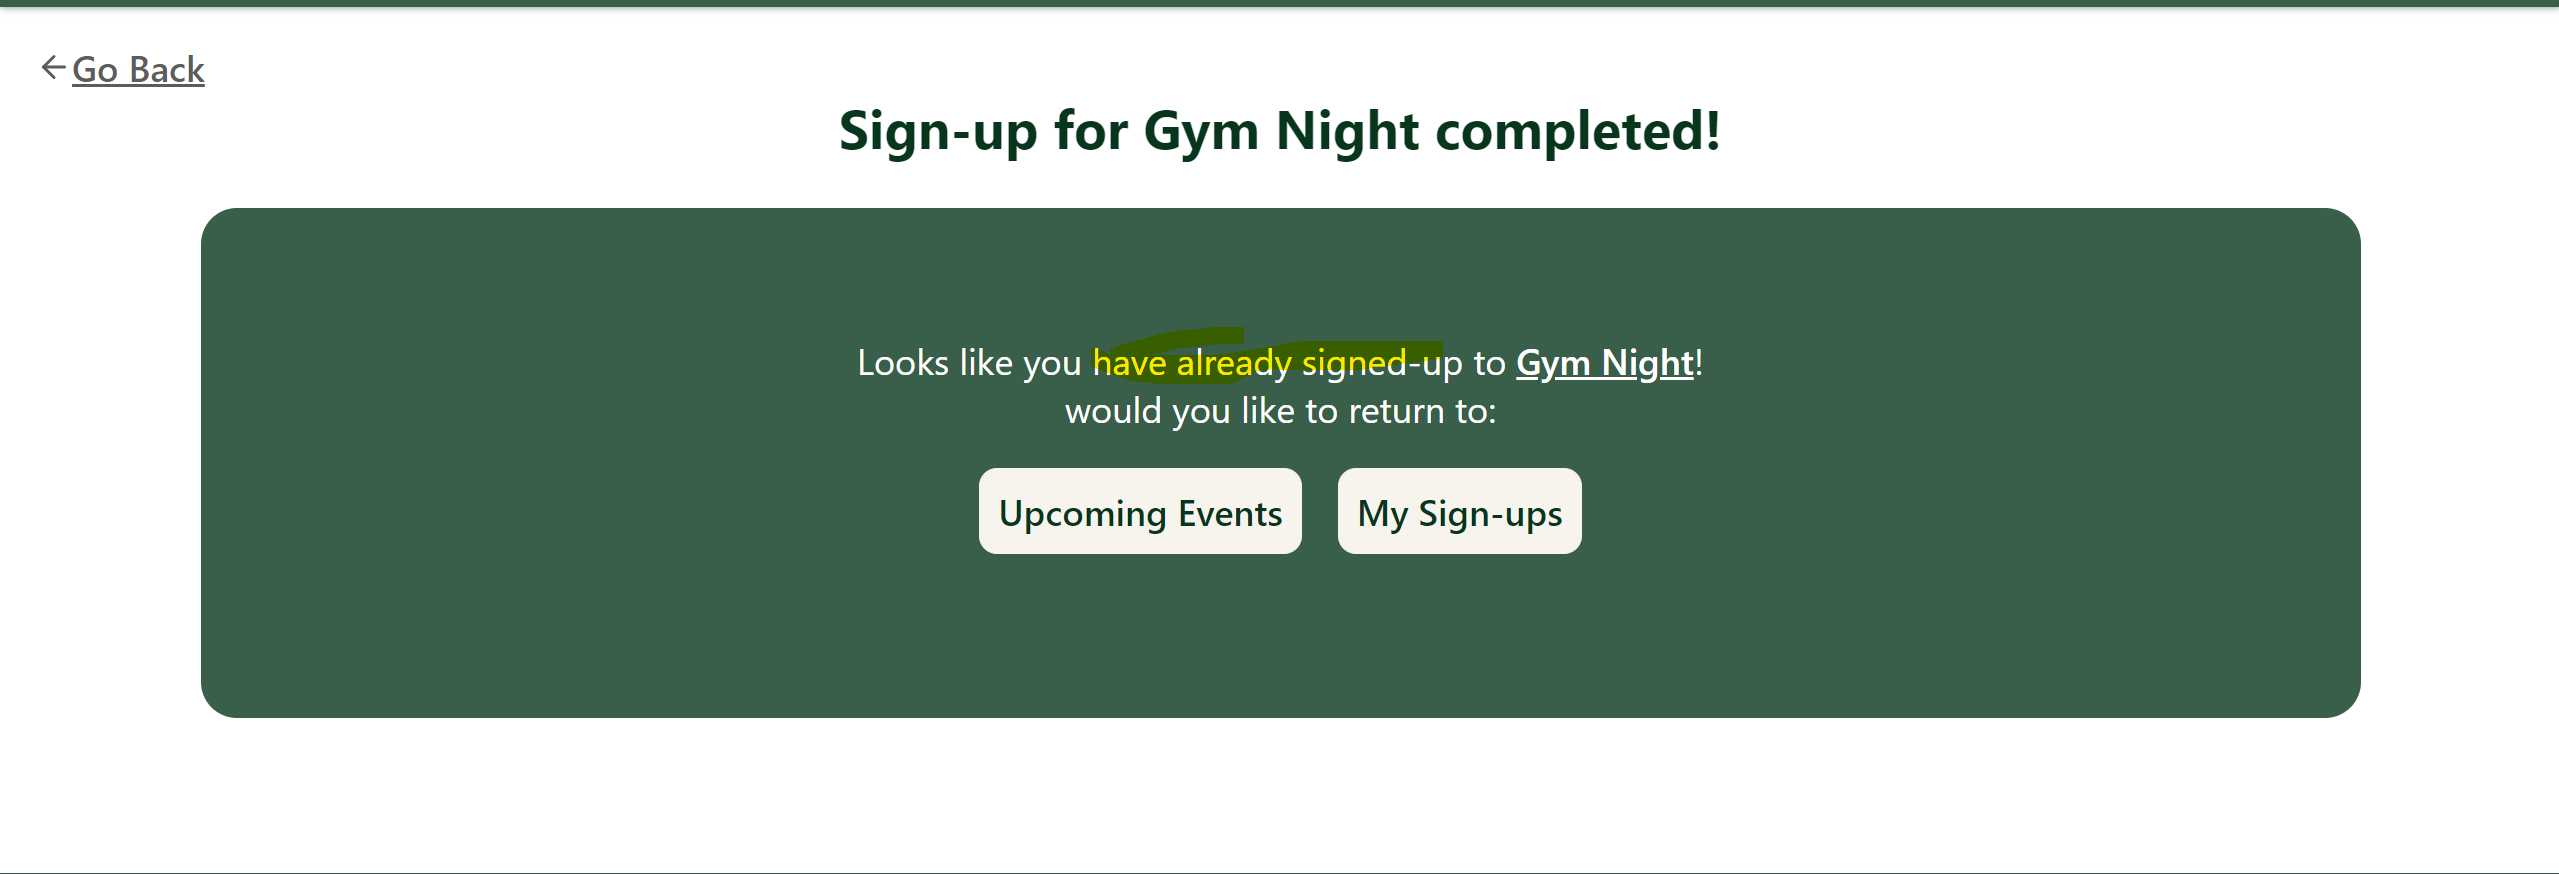 Go Back
Sign-up for Gym Night completed!
Looks like you have already signed-up to Gym Night!
would you like to return to:
Upcoming Events
My Sign-ups